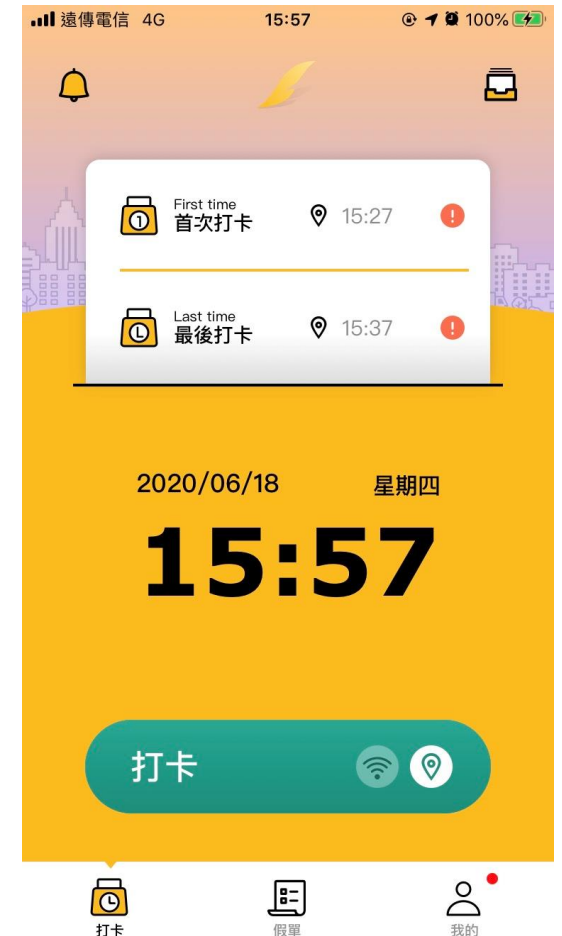 遠傳電信 4G 15:57 100%
First time
首次打卡 15:27
Last time
最後打卡 15:37
2020/06/18 星期四
15:57
打卡
打卡 假單 我的